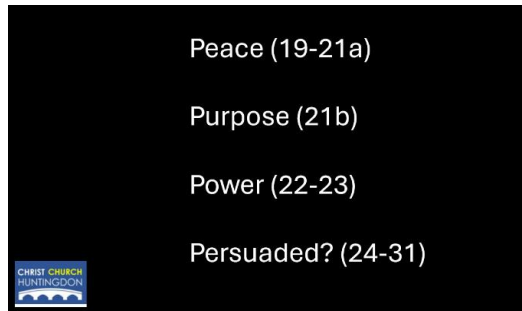 Peace (19-21a)
Purpose (21b)
Power (22-23)
Persuaded? (24-31)
CHRIST CHURCH
HUNTINGDON